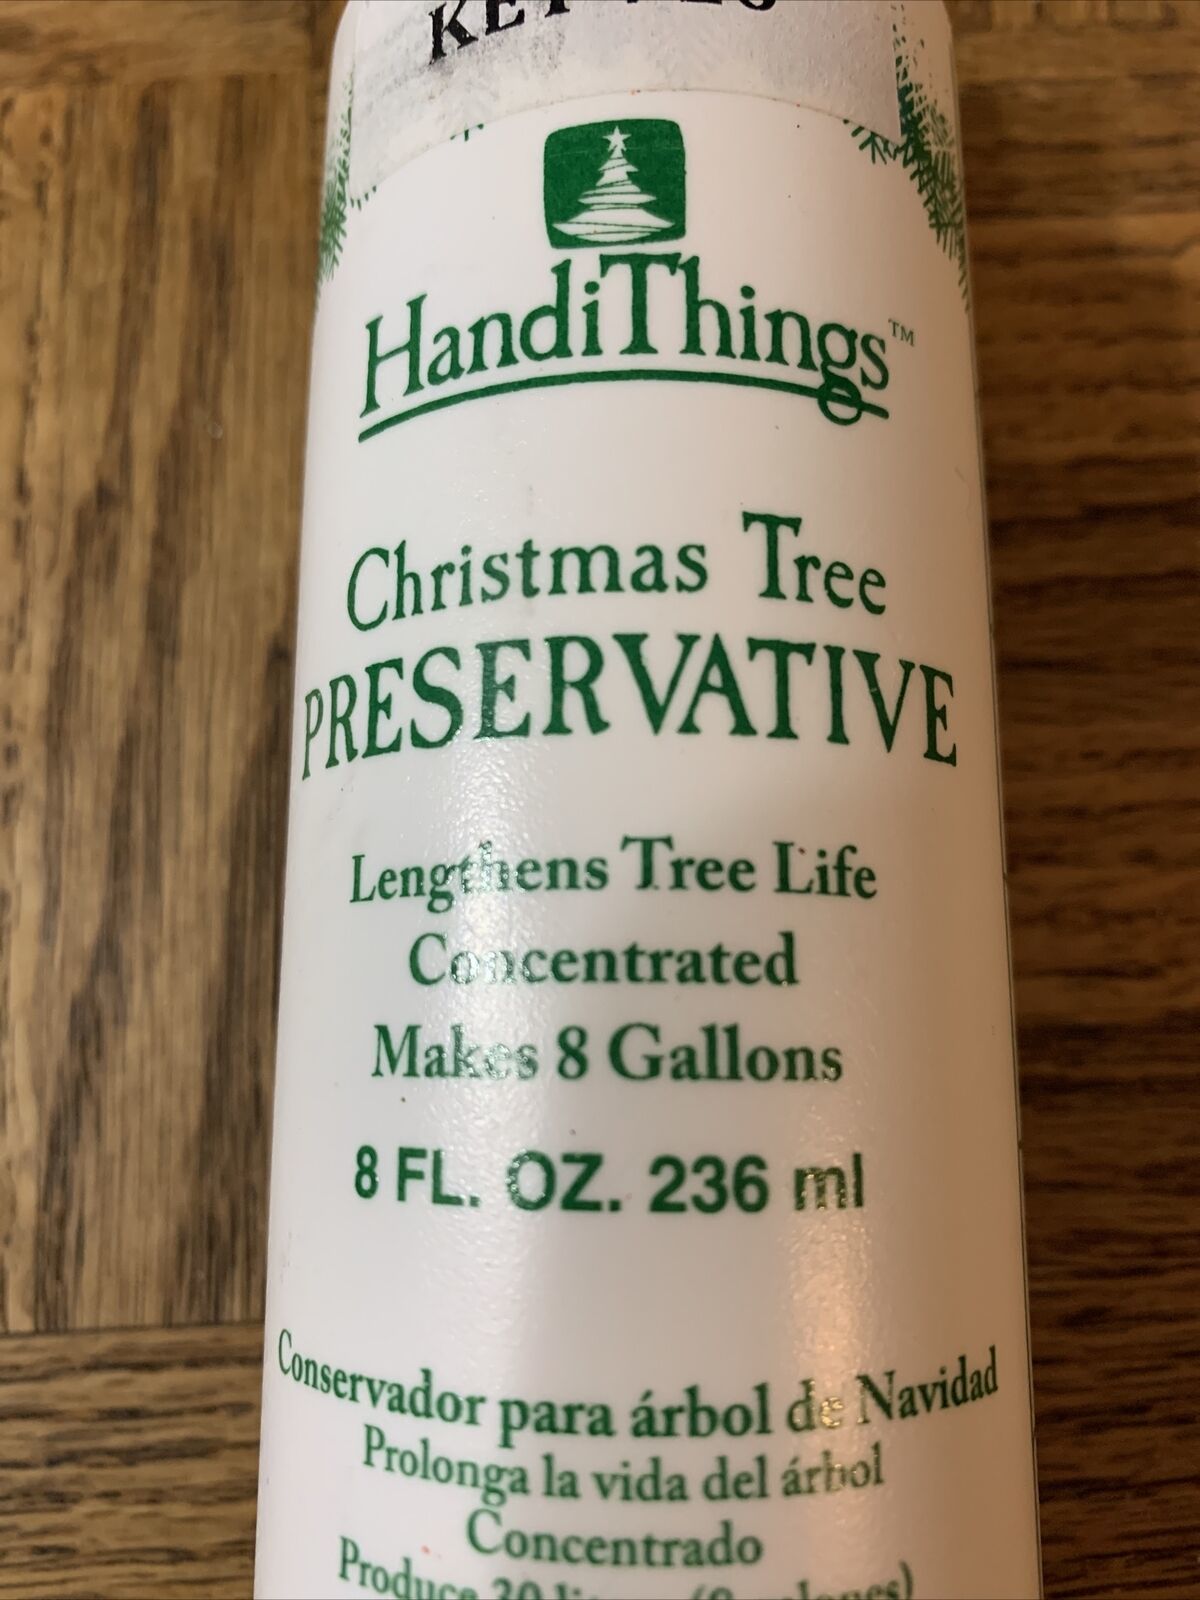 HandiThings™
Christmas Tree
PRESERVATIVE
Lengthens Tree Life
Concentrated
Makes 8 Gallons
8 FL. OZ. 236 ml
Conservador para árbol de Navidad
Prolonga la vida del árbol
Concentrado
Produce